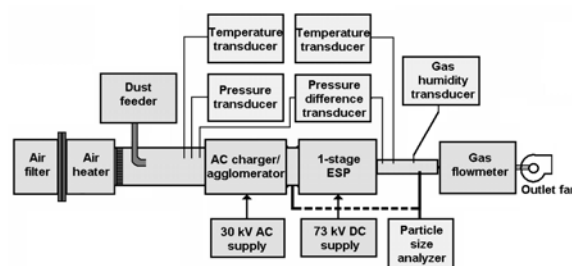 Temperature
transducer
Temperature
transducer
Gas
humidity
transducer
Dust
feeder
Pressure
transducer
Pressure
difference
transducer
Air
filter
Air
heater
AC charger/
agglomerator
1-stage
ESP
Gas
flowmeter
Outlet fan
30 kV AC
supply
73 kV DC
supply
Particle
size
analyzer